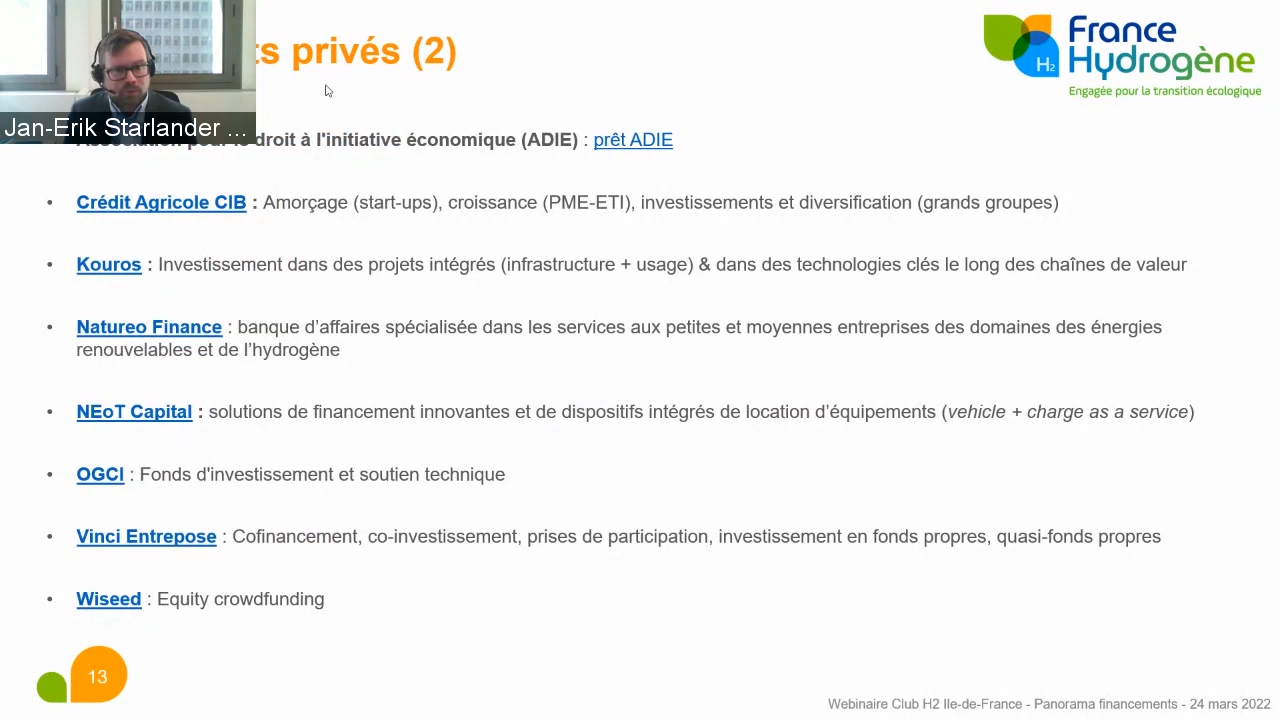 ts privés (2)
France
Hydrogène
H2
Engagée pour la transition écologique
Jan-Erik Starlander ...
droit à l'initiative économique (ADIE) : prêt ADIE
• Crédit Agricole CIB : Amorçage (start-ups), croissance (PME-ETI), investissements et diversification (grands groupes)
• Kouros : Investissement dans des projets intégrés (infrastructure + usage) & dans des technologies clés le long des chaînes de valeur
• Natureo Finance : banque d’affaires spécialisée dans les services aux petites et moyennes entreprises des domaines des énergies
renouvelables et de l’hydrogène
• NEoT Capital : solutions de financement innovantes et de dispositifs intégrés de location d’équipements (vehicle + charge as a service)
• OGCI : Fonds d'investissement et soutien technique
• Vinci Entrepose : Cofinancement, co-investissement, prises de participation, investissement en fonds propres, quasi-fonds propres
• Wiseed : Equity crowdfunding
13
Webinaire Club H2 Ile-de-France - Panorama financements - 24 mars 2022